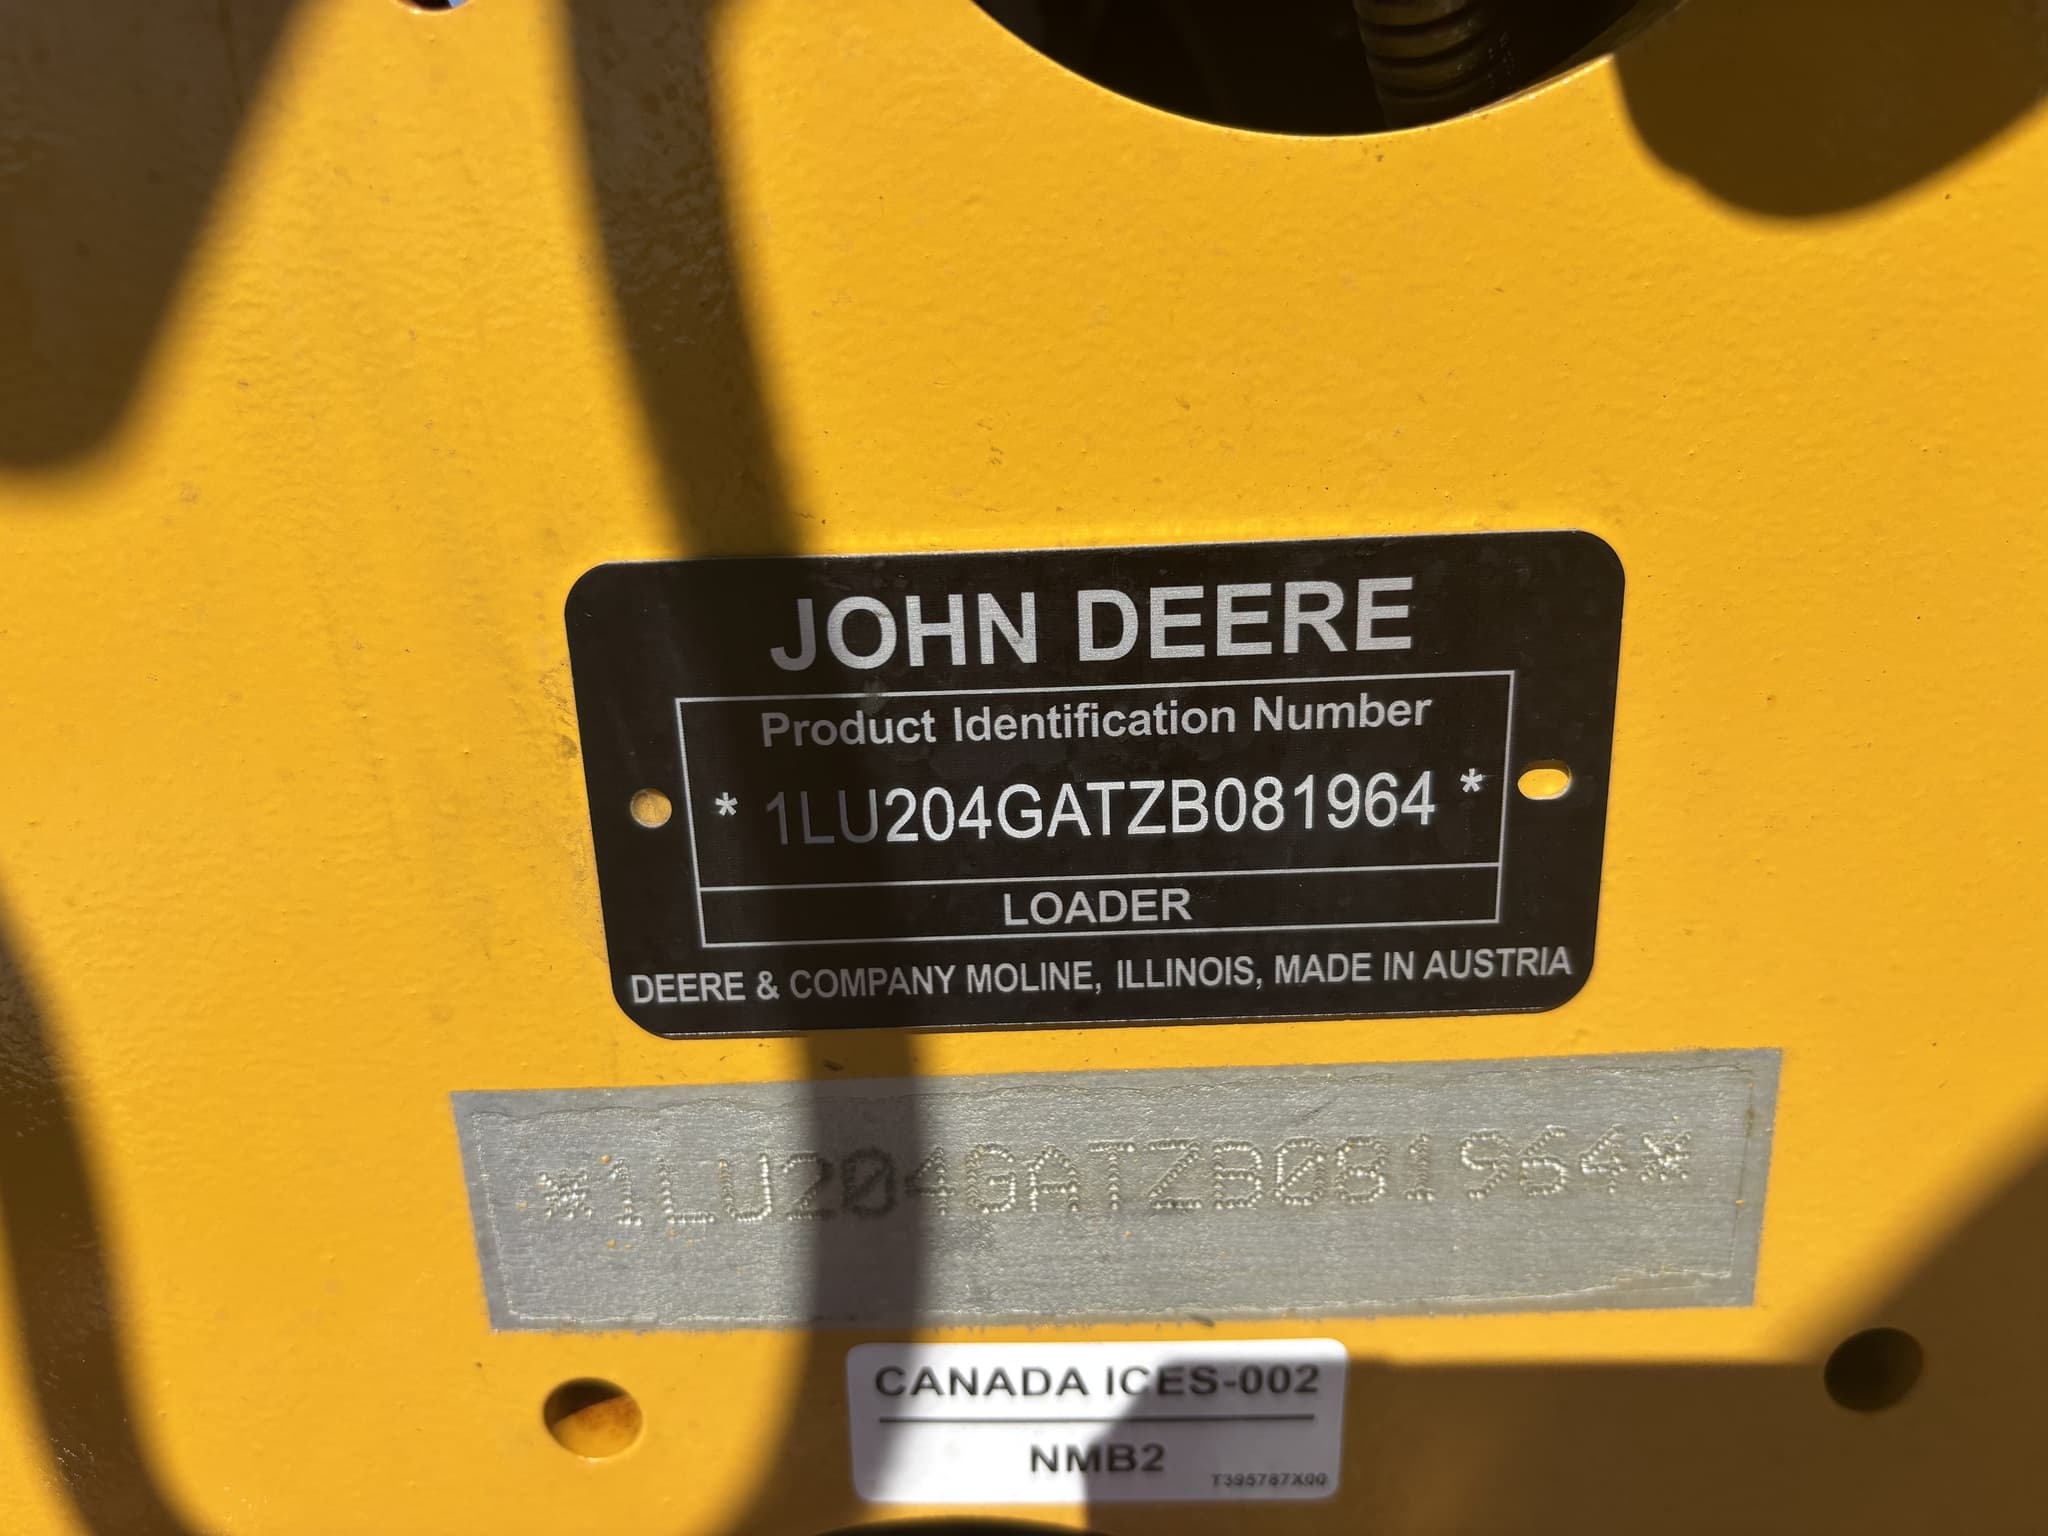 JOHN DEERE
Product Identification Number
* 1LU204GATZB081964 *
LOADER
DEERE & COMPANY MOLINE, ILLINOIS, MADE IN AUSTRIA
*1LU204GATZB081964*
CANADA ICES-002
NMB2
T395787X00